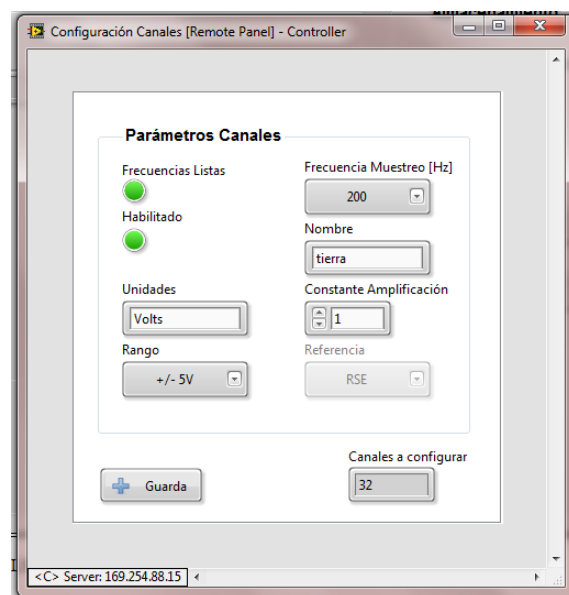 Configuración Canales [Remote Panel] - Controller
Parámetros Canales
Frecuencias Listas
Habilitado
Unidades
Volts
Rango
+/- 5V
Frecuencia Muestreo [Hz]
200
Nombre
tierra
Constante Amplificación
1
Referencia
RSE
Guarda
Canales a configurar
32
<C> Server: 169.254.88.15